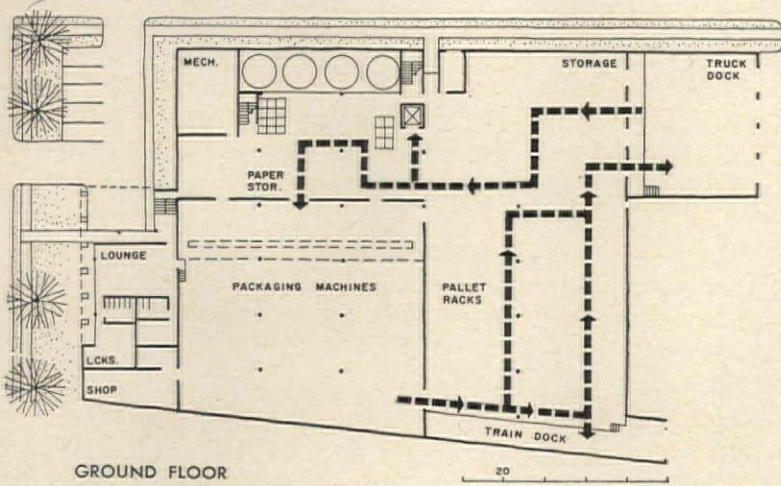 MECH.
STORAGE
TRUCK
DOCK
PAPER
STOR.
LOUNGE
PACKAGING MACHINES
PALLET
RACKS
LCKS.
SHOP
TRAIN DOCK
GROUND FLOOR
20